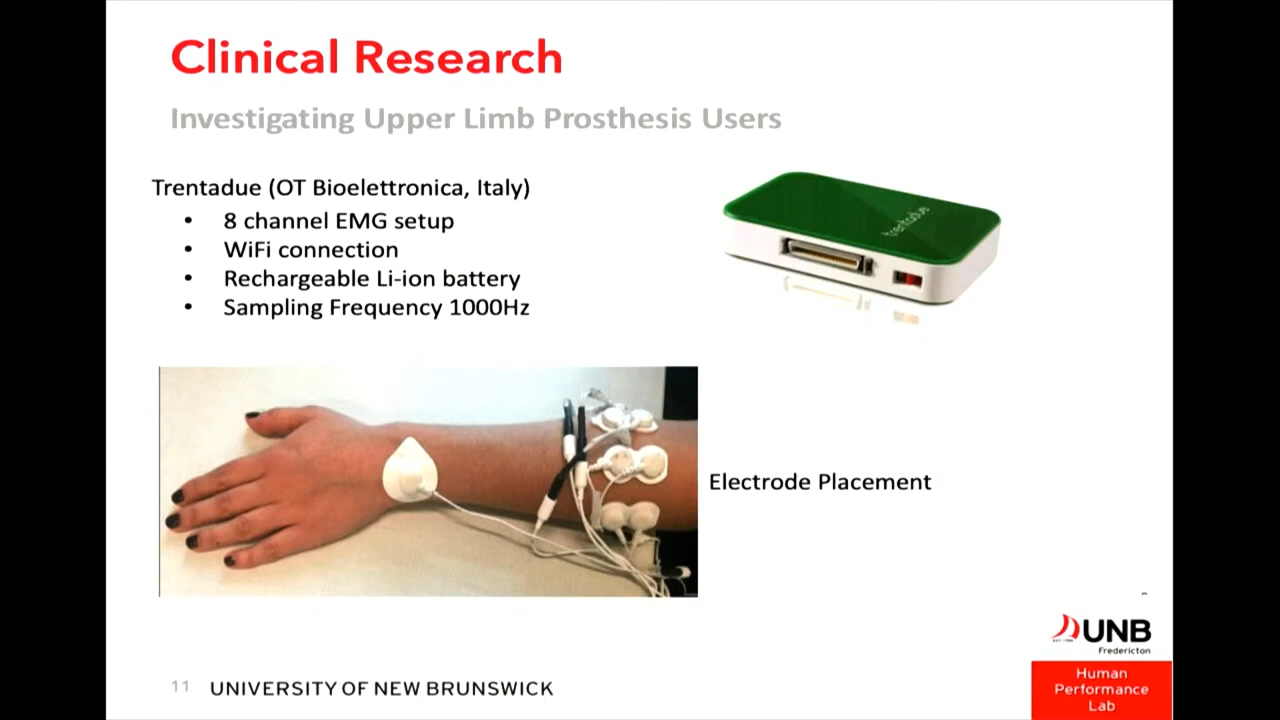 Clinical Research
Investigating Upper Limb Prosthesis Users
Trentadue (OT Bioelettronica, Italy)
• 8 channel EMG setup
• WiFi connection
• Rechargeable Li-ion battery
• Sampling Frequency 1000Hz
trentadue
Electrode Placement
UNB
Fredericton
Human
Performance
Lab
11 UNIVERSITY OF NEW BRUNSWICK